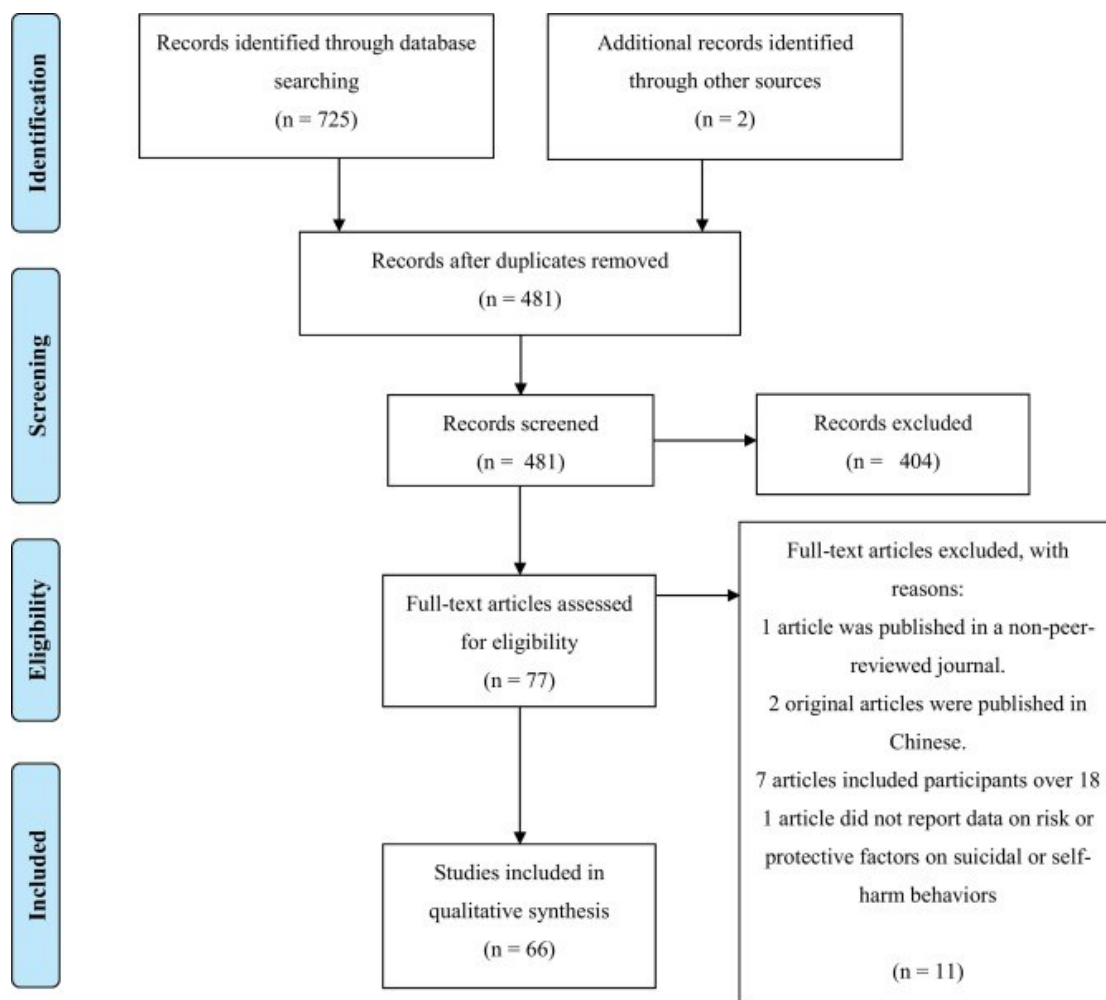 Identification
Records identified through database
searching
(n = 725)
Additional records identified
through other sources
(n = 2)
Screening
Records after duplicates removed
(n = 481)
Records screened
(n = 481)
Records excluded
(n = 404)
Eligibility
Full-text articles assessed
for eligibility
(n = 77)
Full-text articles excluded, with
reasons:
1 article was published in a non-peer-
reviewed journal.
2 original articles were published in
Chinese.
7 articles included participants over 18
1 article did not report data on risk or
protective factors on suicidal or self-
harm behaviors
(n = 11)
Included
Studies included in
qualitative synthesis
(n = 66)